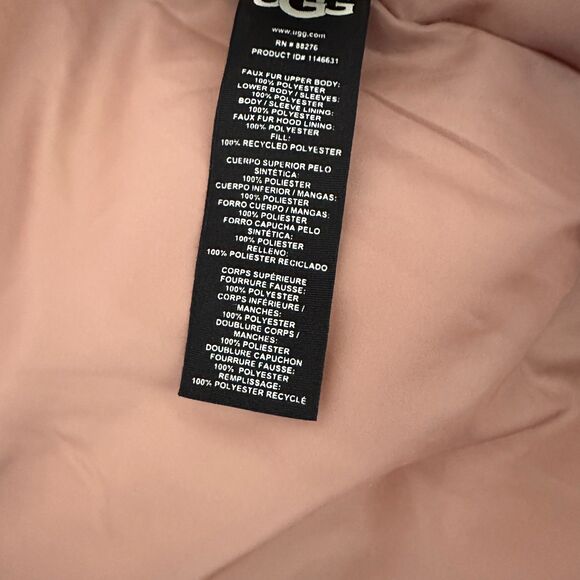 UGG
www.ugg.com
RN # 88276
PRODUCT ID# 1146631
FAUX FUR UPPER BODY:
100% POLYESTER
LOWER BODY / SLEEVES:
100% POLYESTER
BODY / SLEEVE LINING:
100% POLYESTER
FAUX FUR HOOD LINING:
100% POLYESTER
FILL:
100% RECYCLED POLYESTER
CUERPO SUPERIOR PELO
SINTÉTICA:
100% POLIESTER
CUERPO INFERIOR / MANGAS:
100% POLIESTER
FORRO CUERPO / MANGAS:
100% POLIESTER
FORRO CAPUCHA PELO
SINTÉTICA:
100% POLIESTER
RELLENO:
100% POLIESTER RECICLADO
CORPS SUPÉRIEURE
FOURRURE FAUSSE:
100% POLYESTER
CORPS INFÉRIEURE /
MANCHES:
100% POLYESTER
DOUBLURE CORPS /
MANCHES:
100% POLIESTER
DOUBLURE CAPUCHON
FOURRURE FAUSSE:
100% POLYESTER
REMPLISSAGE:
100% POLYESTER RECYCLÉ